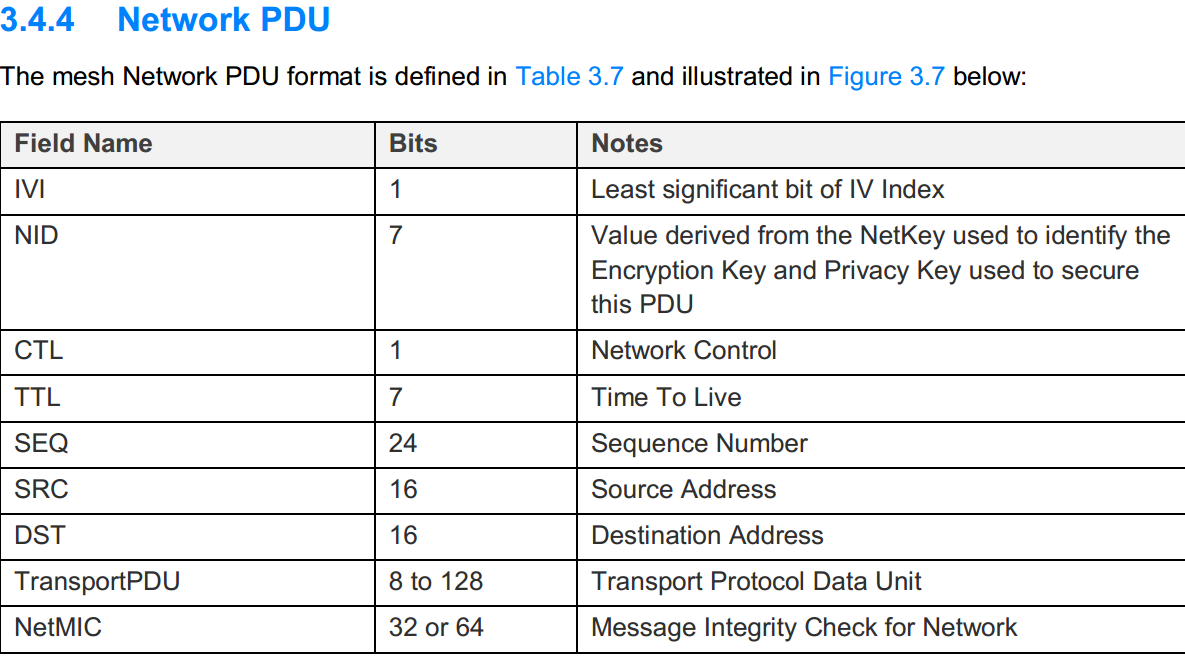 3.4.4 Network PDU
The mesh Network PDU format is defined in Table 3.7 and illustrated in Figure 3.7 below:
Field Name Bits Notes
IVI 1 Least significant bit of IV Index
NID 7 Value derived from the NetKey used to identify the
Encryption Key and Privacy Key used to secure
this PDU
CTL 1 Network Control
TTL 7 Time To Live
SEQ 24 Sequence Number
SRC 16 Source Address
DST 16 Destination Address
TransportPDU 8 to 128 Transport Protocol Data Unit
NetMIC 32 or 64 Message Integrity Check for Network